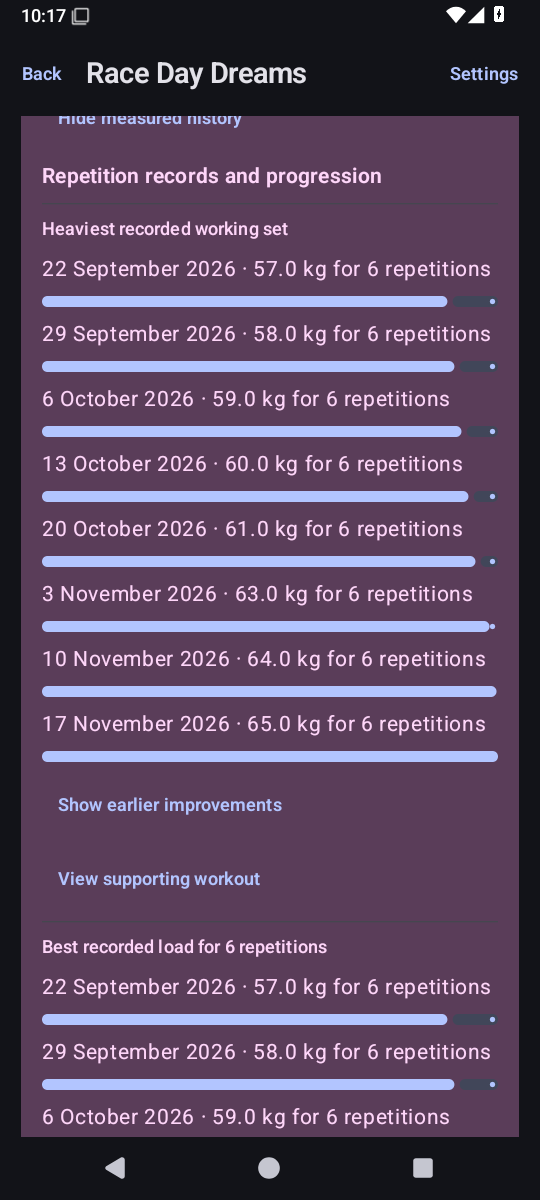 10:17
Back
Race Day Dreams
Settings
Hide measured history
Repetition records and progression
Heaviest recorded working set
22 September 2026 · 57.0 kg for 6 repetitions
29 September 2026 · 58.0 kg for 6 repetitions
6 October 2026 · 59.0 kg for 6 repetitions
13 October 2026 · 60.0 kg for 6 repetitions
20 October 2026 · 61.0 kg for 6 repetitions
3 November 2026 · 63.0 kg for 6 repetitions
10 November 2026 · 64.0 kg for 6 repetitions
17 November 2026 · 65.0 kg for 6 repetitions
Show earlier improvements
View supporting workout
Best recorded load for 6 repetitions
22 September 2026 · 57.0 kg for 6 repetitions
29 September 2026 · 58.0 kg for 6 repetitions
6 October 2026 · 59.0 kg for 6 repetitions